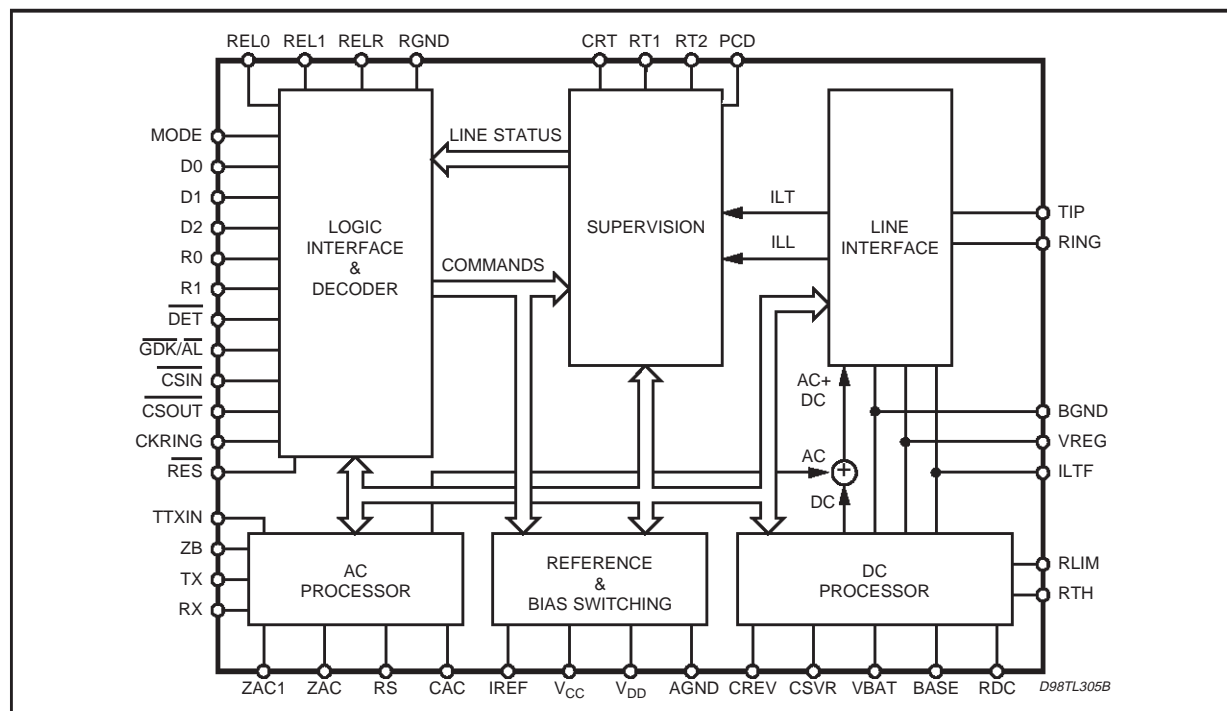 REL0 REL1 RELR RGND CRT RT1 RT2 PCD
MODE
D0
D1
D2
R0
R1
DET
GDK/AL
CSIN
CSOUT
CKRING
RES
TTXIN
ZB
TX
RX
LOGIC
INTERFACE
&
DECODER
LINE STATUS
COMMANDS
SUPERVISION
ILT
ILL
LINE
INTERFACE
TIP
RING
AC+
DC
AC
+
DC
BGND
VREG
ILTF
AC
PROCESSOR
REFERENCE
&
BIAS SWITCHING
DC
PROCESSOR
RLIM
RTH
ZAC1 ZAC RS CAC IREF VCC VDD AGND CREV CSVR VBAT BASE RDC
D98TL305B